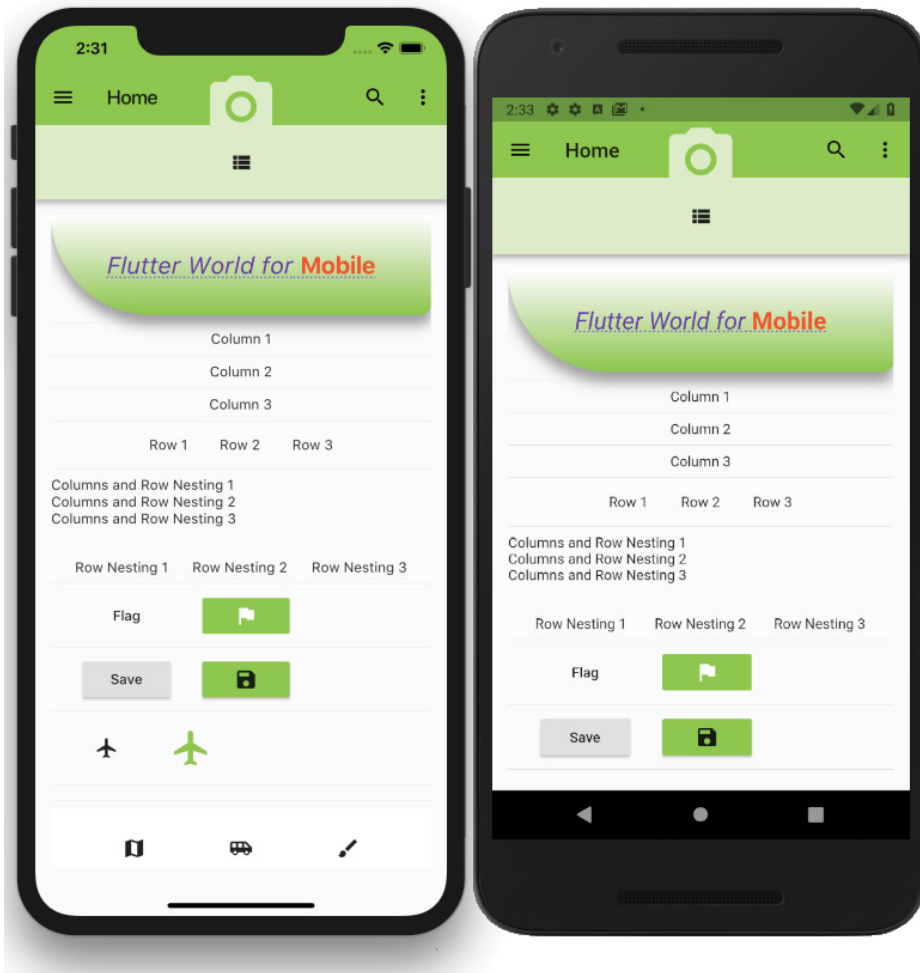 2:31
Home
Flutter World for Mobile
Column 1
Column 2
Column 3
Row 1 Row 2 Row 3
Columns and Row Nesting 1
Columns and Row Nesting 2
Columns and Row Nesting 3
Row Nesting 1 Row Nesting 2 Row Nesting 3
Flag
Save
2:33
Home
Flutter World for Mobile
Column 1
Column 2
Column 3
Row 1 Row 2 Row 3
Columns and Row Nesting 1
Columns and Row Nesting 2
Columns and Row Nesting 3
Row Nesting 1 Row Nesting 2 Row Nesting 3
Flag
Save